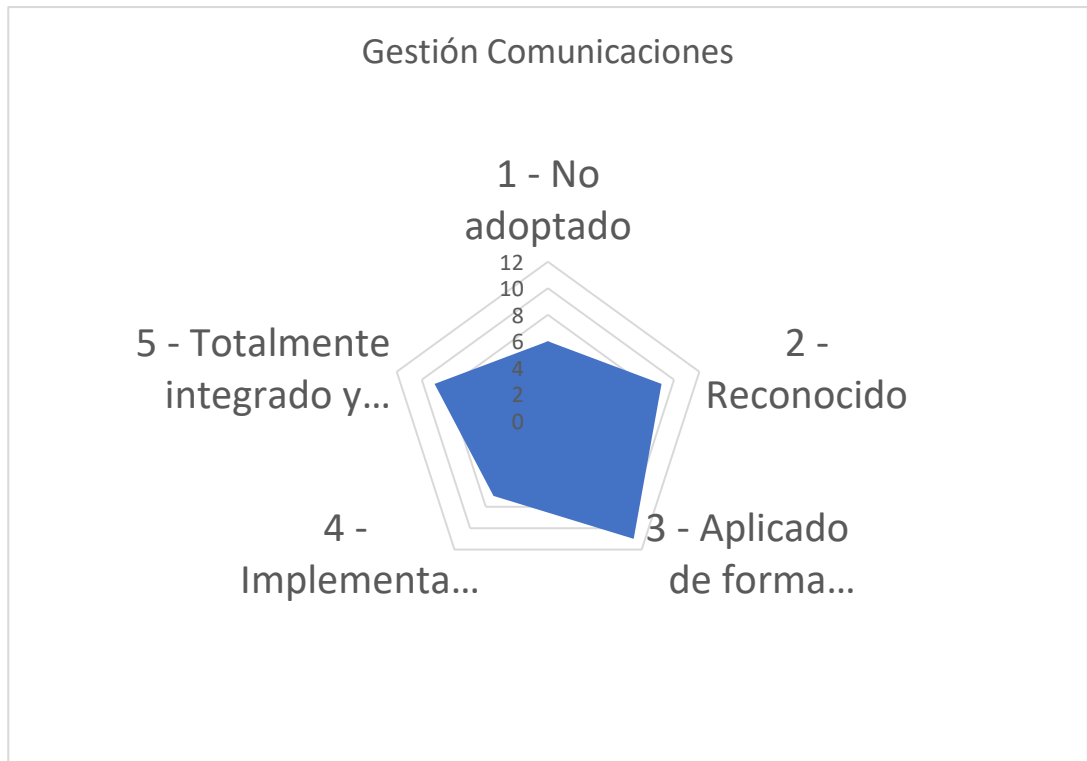 Gestión Comunicaciones
1 - No
adoptado
12
10
8
6
4
2
0
2 -
Reconocido
3 - Aplicado
de forma…
4 -
Implementa…
5 - Totalmente
integrado y…